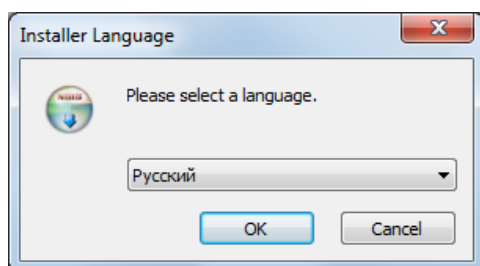 Installer Language
Please select a language.
Русский
OK
Cancel